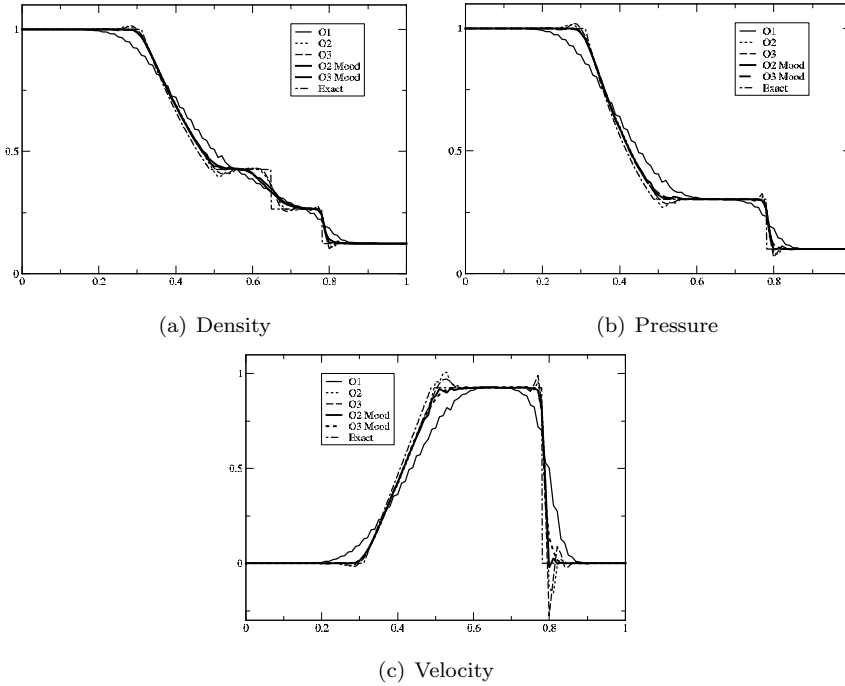 1
0.5
0
0
0.2
0.4
0.6
0.8
1
O1
O2
O3
O2 Mood
O3 Mood
Exact
(a) Density
1
0.5
0
0
0.2
0.4
0.6
0.8
O1
O2
O3
O2 Mood
O3 Mood
Exact
(b) Pressure
1
0.5
0
0
0.2
0.4
0.6
0.8
1
O1
O2
O3
O2 Mood
O3 Mood
Exact
(c) Velocity